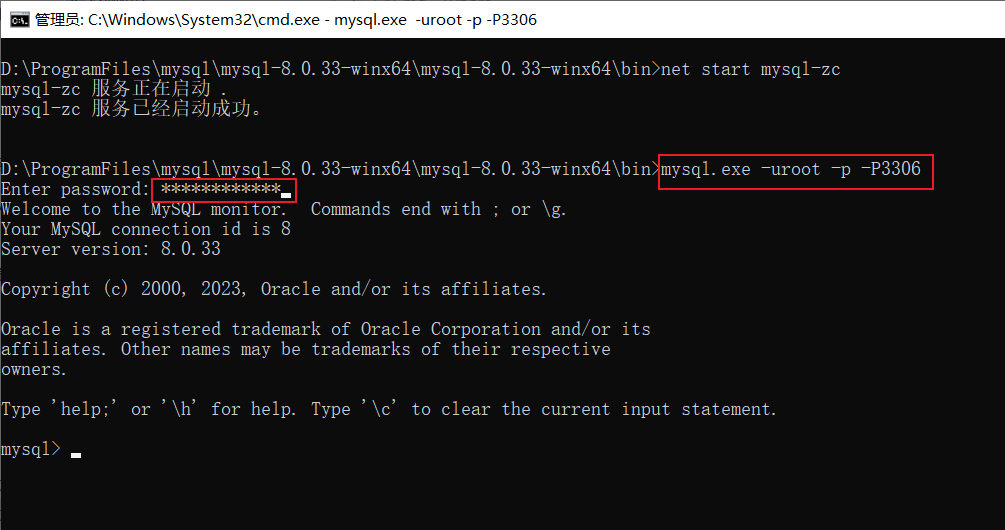 管理员: C:\Windows\System32\cmd.exe - mysql.exe  -uroot -p -P3306
D:\ProgramFiles\mysql\mysql-8.0.33-winx64\mysql-8.0.33-winx64\bin>net start mysql-zc
mysql-zc 服务正在启动 .
mysql-zc 服务已经启动成功。
D:\ProgramFiles\mysql\mysql-8.0.33-winx64\mysql-8.0.33-winx64\bin>mysql.exe -uroot -p -P3306
Enter password: ************
Welcome to the MySQL monitor.  Commands end with ; or \g.
Your MySQL connection id is 8
Server version: 8.0.33
Copyright (c) 2000, 2023, Oracle and/or its affiliates.
Oracle is a registered trademark of Oracle Corporation and/or its
affiliates. Other names may be trademarks of their respective
owners.
Type 'help;' or '\h' for help. Type '\c' to clear the current input statement.
mysql>